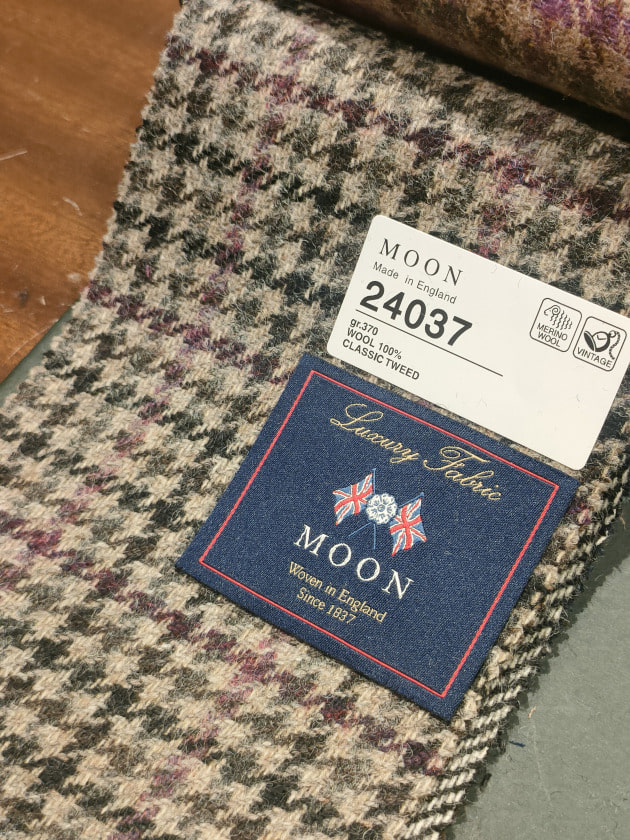 MOON
Made in England
24037
gr.370
WOOL 100%
CLASSIC TWEED
MERINO
WOOL
VINTAGE
Luxury Fabric
MOON
Woven in England
Since 1837